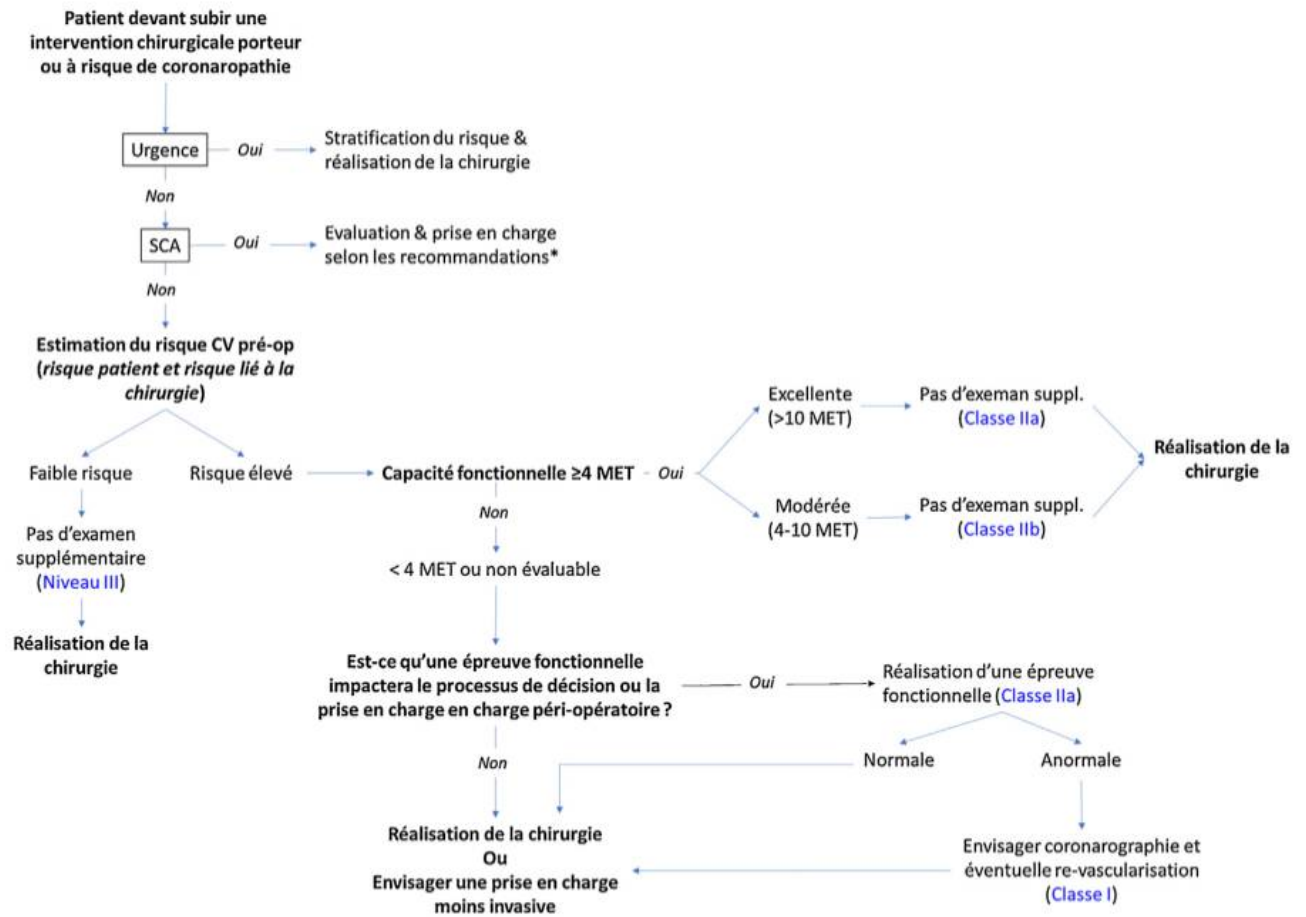 Patient devant subir une
intervention chirurgicale porteur
ou à risque de coronaropathie
Urgence
Oui
Stratification du risque &
réalisation de la chirurgie
Non
SCA
Oui
Evaluation & prise en charge
selon les recommandations*
Non
Estimation du risque CV pré-op
(risque patient et risque lié à la
chirurgie)
Faible risque
Risque élevé
Pas d'examen
supplémentaire
(Niveau III)
Réalisation de la
chirurgie
Capacité fonctionnelle ≥4 MET
Oui
Excellente
(>10 MET)
Pas d'exeman suppl.
(Classe IIa)
Modérée
(4-10 MET)
Pas d'exeman suppl.
(Classe IIb)
Réalisation de la
chirurgie
Non
< 4 MET ou non évaluable
Est-ce qu'une épreuve fonctionnelle
impactera le processus de décision ou la
prise en charge en charge péri-opératoire ?
Oui
Réalisation d'une épreuve
fonctionnelle (Classe IIa)
Normale
Anormale
Non
Réalisation de la chirurgie
Ou
Envisager une prise en charge
moins invasive
Envisager coronarographie et
éventuelle re-vascularisation
(Classe I)